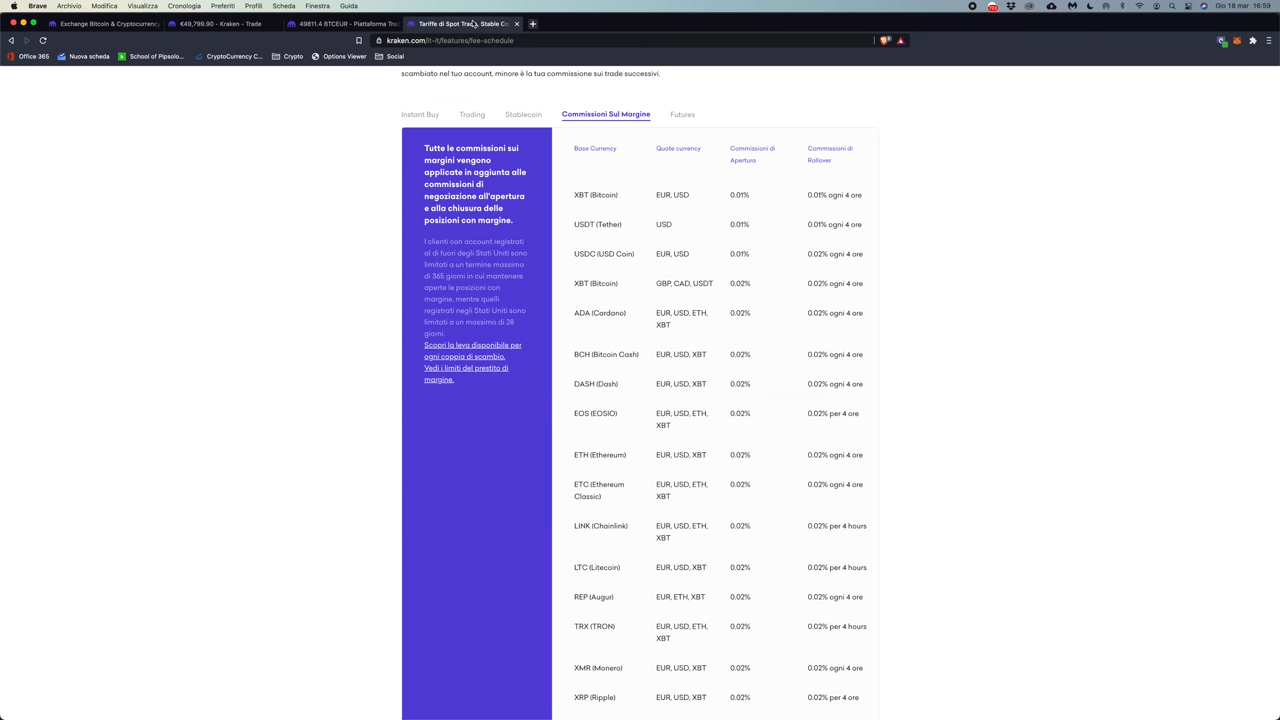 Brave Archivio Modifica Visualizza Cronologia Preferiti Profili Scheda Finestra Guida Gio 18 mar 16:59
Exchange Bitcoin & Cryptocurrency €49,799.90 - Kraken - Trade 49811.4 BTCEUR - Piattaforma Tra Tariffe di Spot Trad, Stable Co
kraken.com/it-it/features/fee-schedule
Office 365 Nuova scheda School of Pipsolo... CryptoCurrency C... Crypto Options Viewer Social
scambiato nel tuo account, minore è la tua commissione sui trade successivi.
Instant Buy Trading Stablecoin Commissioni Sul Margine Futures
Tutte le commissioni sui
margini vengono
applicate in aggiunta alle
commissioni di
negoziazione all'apertura
e alla chiusura delle
posizioni con margine.
I clienti con account registrati
al di fuori degli Stati Uniti sono
limitati a un termine massimo
di 365 giorni in cui mantenere
aperte le posizioni con
margine, mentre quelli
registrati negli Stati Uniti sono
limitati a un massimo di 28
giorni.
Scopri la leva disponibile per
ogni coppia di scambio.
Vedi i limiti del prestito di
margine.
Base Currency Quote currency Commissioni di Commissioni di
Apertura Rollover
XBT (Bitcoin) EUR, USD 0.01% 0.01% ogni 4 ore
USDT (Tether) USD 0.01% 0.01% ogni 4 ore
USDC (USD Coin) EUR, USD 0.01% 0.02% ogni 4 ore
XBT (Bitcoin) GBP, CAD, USDT 0.02% 0.02% ogni 4 ore
ADA (Cardano) EUR, USD, ETH, 0.02% 0.02% ogni 4 ore
XBT
BCH (Bitcoin Cash) EUR, USD, XBT 0.02% 0.02% ogni 4 ore
DASH (Dash) EUR, USD, XBT 0.02% 0.02% ogni 4 ore
EOS (EOSIO) EUR, USD, ETH, 0.02% 0.02% per 4 ore
XBT
ETH (Ethereum) EUR, USD, XBT 0.02% 0.02% ogni 4 ore
ETC (Ethereum EUR, USD, ETH, 0.02% 0.02% ogni 4 ore
Classic) XBT
LINK (Chainlink) EUR, USD, ETH, 0.02% 0.02% per 4 hours
XBT
LTC (Litecoin) EUR, USD, XBT 0.02% 0.02% per 4 hours
REP (Augur) EUR, ETH, XBT 0.02% 0.02% ogni 4 ore
TRX (TRON) EUR, USD, ETH, 0.02% 0.02% per 4 hours
XBT
XMR (Monero) EUR, USD, XBT 0.02% 0.02% ogni 4 ore
XRP (Ripple) EUR, USD, XBT 0.02% 0.02% per 4 ore